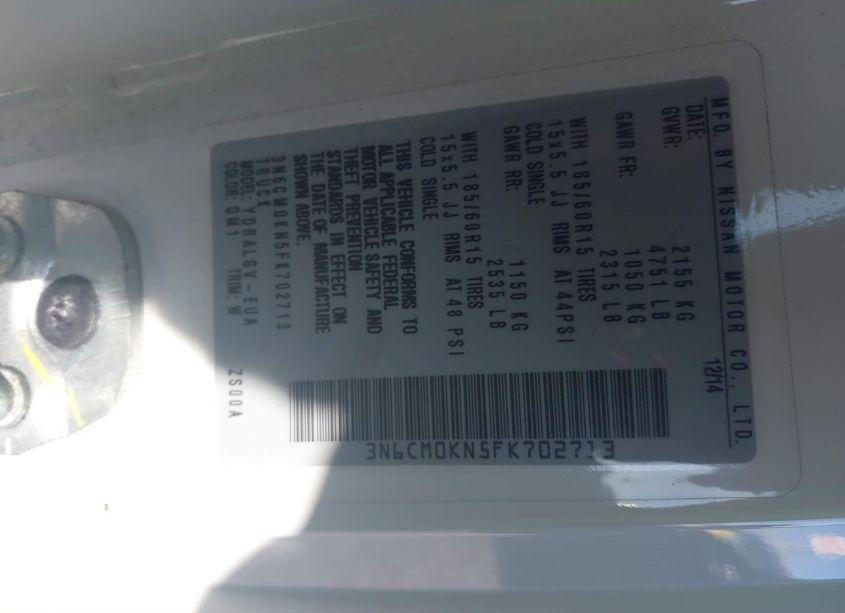 MFD. BY NISSAN MOTOR CO., LTD.
DATE: 12/14
GVWR: 2155 KG
4751 LB
GAWR FR: 1050 KG
2315 LB
WITH 185/60R15 TIRES
15x5.5 JJ RIMS AT 44PSI
COLD SINGLE
GAWR RR: 1150 KG
2535 LB
WITH 185/60R15 TIRES
15x5.5 JJ RIMS AT 48 PSI
COLD SINGLE
THIS VEHICLE CONFORMS TO
ALL APPLICABLE FEDERAL
MOTOR VEHICLE SAFETY AND
THEFT PREVENTION
STANDARDS IN EFFECT ON
THE DATE OF MANUFACTURE
SHOWN ABOVE.
3N6CM0KN5FK702713
TRUCK
MODEL: YDRALGV-EUA
COLOR: QM1 TRIM: W ZS00A
3N6CM0KN5FK702713